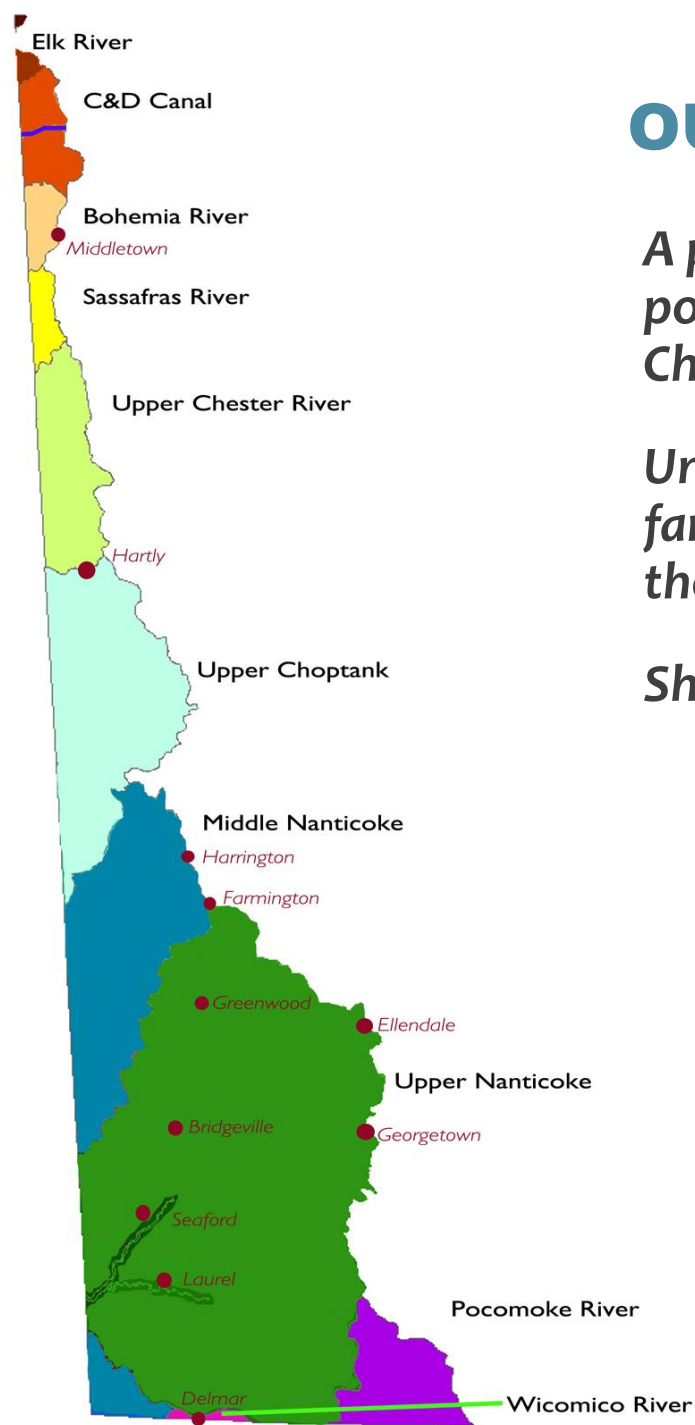 Elk River
C&D Canal
Bohemia River
Middletown
Sassafras River
Upper Chester River
Hartly
Upper Choptank
Middle Nanticoke
Harrington
Farmington
Greenwood
Ellendale
Upper Nanticoke
Bridgeville
Georgetown
Seaford
Laurel
Pocomoke River
Delmar
Wicomico River
A
the